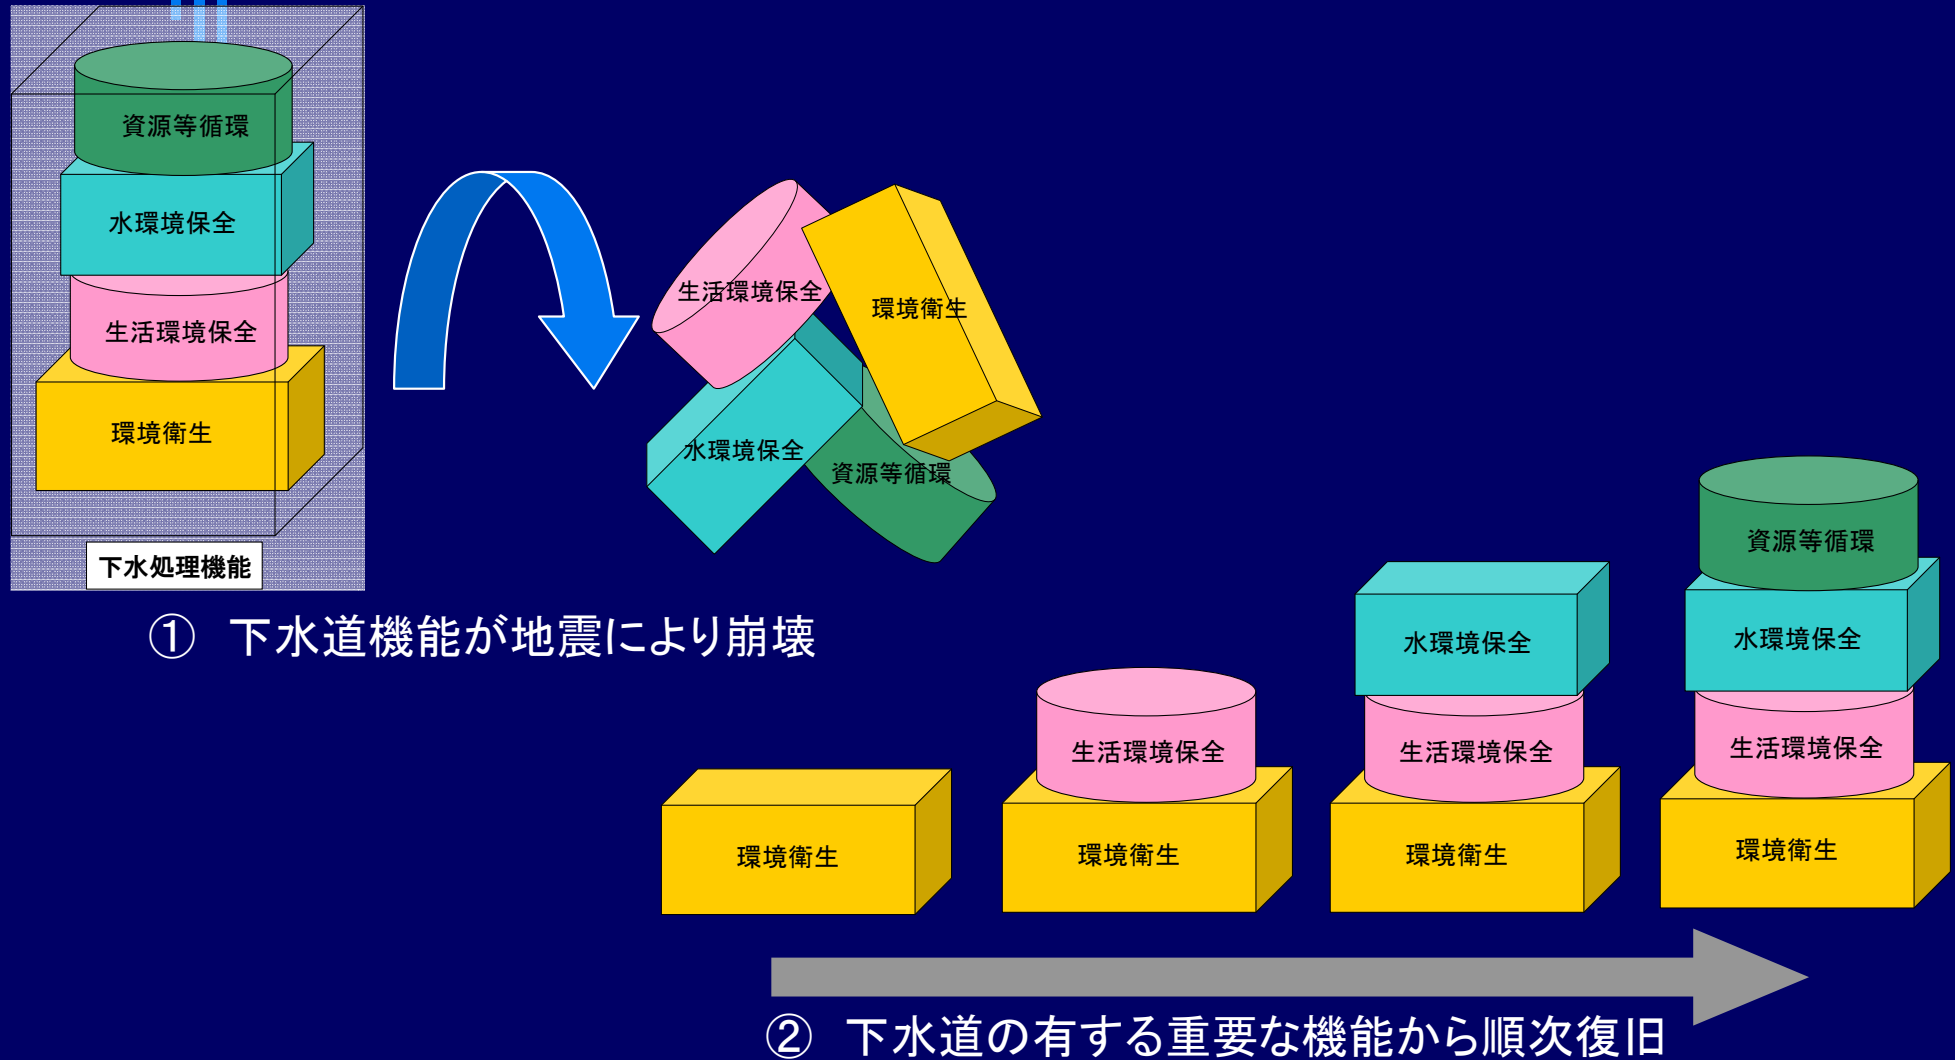 資源等循環
水環境保全
生活環境保全
環境衛生
下水処理機能
生活環境保全
環境衛生
水環境保全
資源等循環
① 下水道機能が地震により崩壊
環境衛生
生活環境保全
環境衛生
水環境保全
生活環境保全
環境衛生
資源等循環
水環境保全
生活環境保全
環境衛生
② 下水道の有する重要な機能から順次復旧